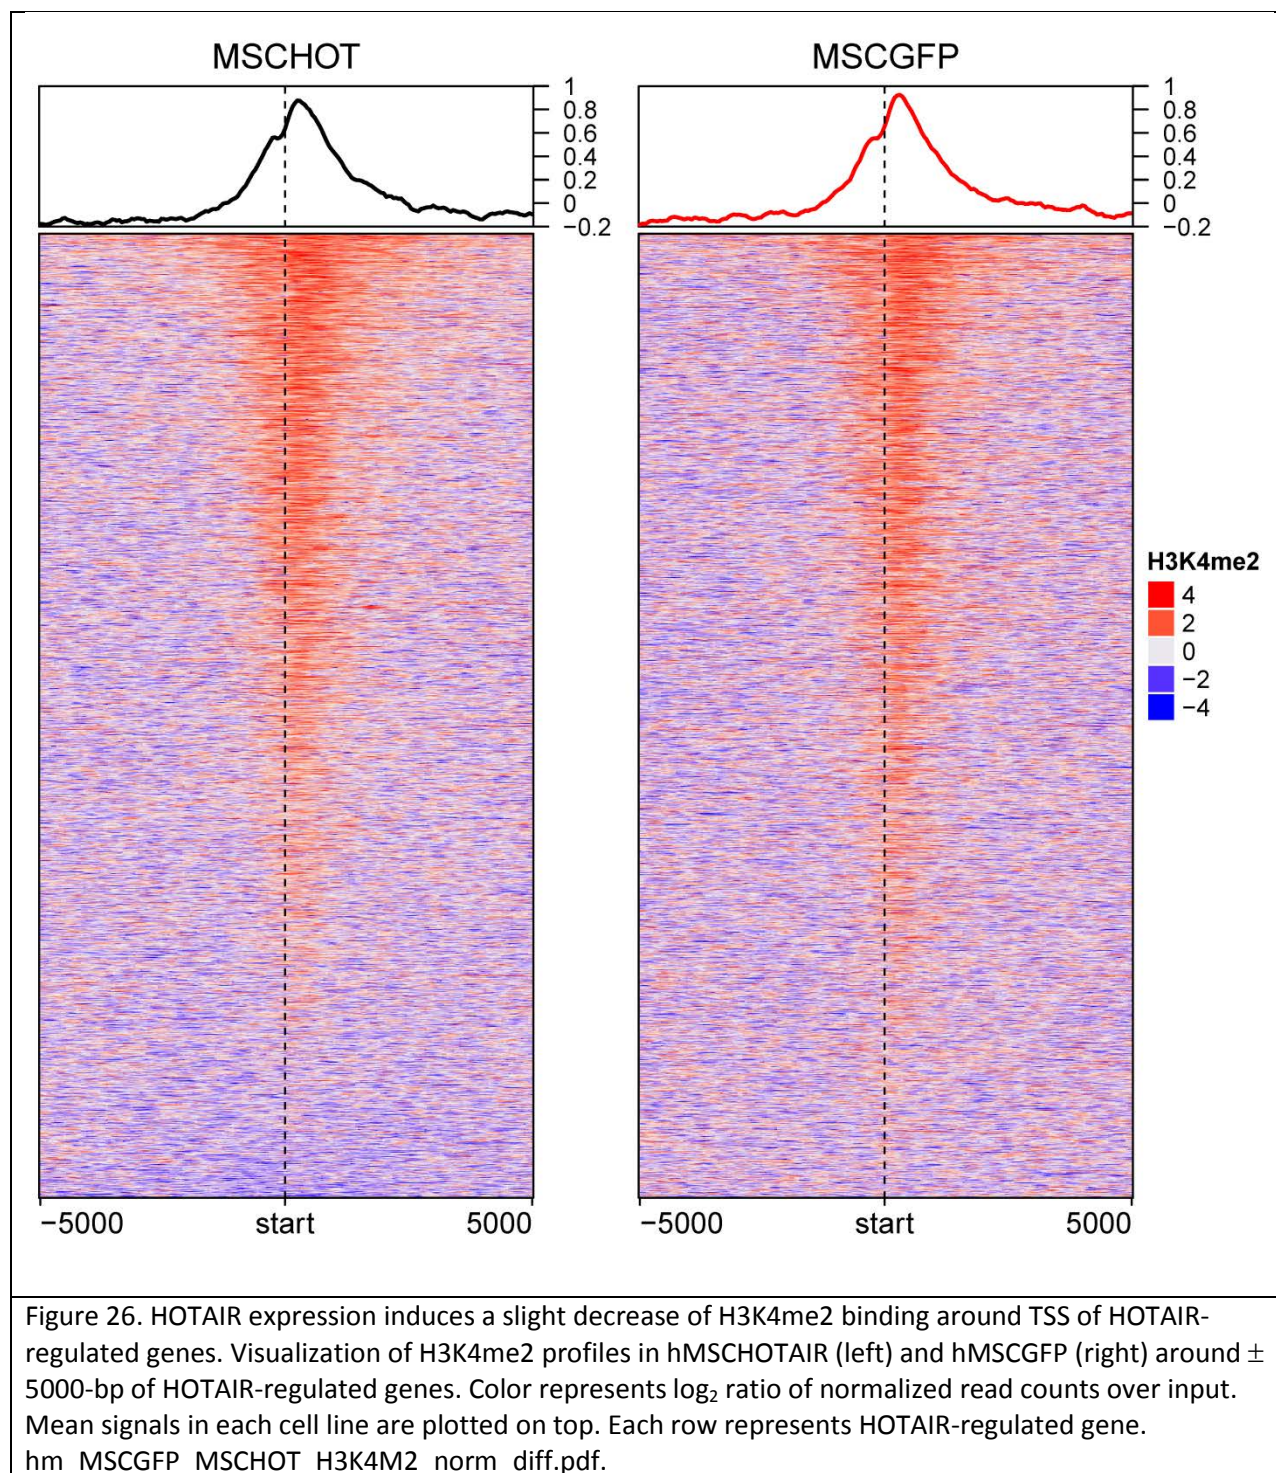 MSCHOT
MSCGFP
1
0.8
0.6
0.4
0.2
0
−0.2
1
0.8
0.6
0.4
0.2
0
−0.2
H3K4me2
4
2
0
−2
−4
−5000 start 5000
−5000 start 5000
Figure 26. HOTAIR expression induces a slight decrease of H3K4me2 binding around TSS of HOTAIR-
regulated genes. Visualization of H3K4me2 profiles in hMSCHOTAIR (left) and hMSCGFP (right) around ±
5000-bp of HOTAIR-regulated genes. Color represents log₂ ratio of normalized read counts over input.
Mean signals in each cell line are plotted on top. Each row represents HOTAIR-regulated gene.
hm_MSCGFP_MSCHOT_H3K4M2_norm_diff.pdf.